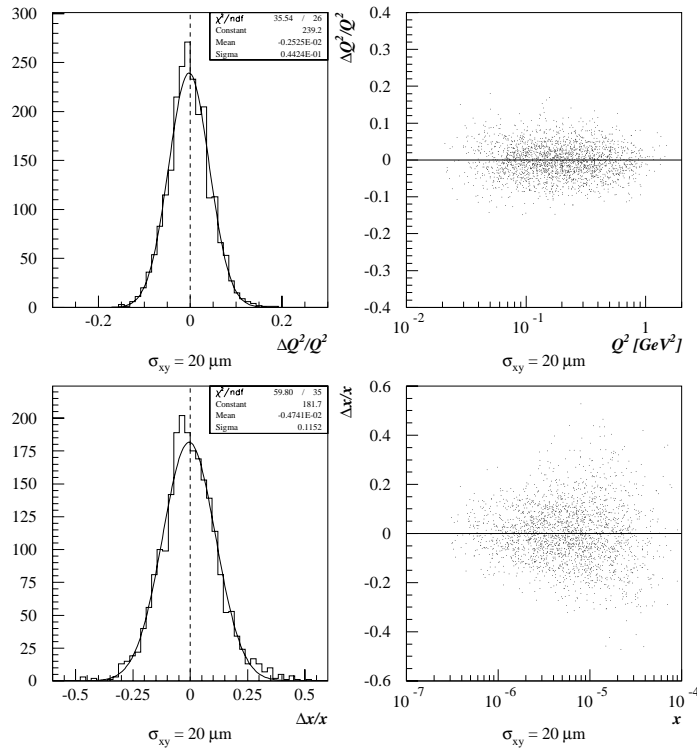 χ²/ndf 35.54 / 26
Constant 239.2
Mean -0.2525E-02
Sigma 0.4424E-01
300
250
200
150
100
50
0
-0.2
0
0.2
ΔQ²/Q²
σxy = 20 μm
ΔQ²/Q²
0.4
0.3
0.2
0.1
0
-0.1
-0.2
-0.3
-0.4
10⁻²
10⁻¹
1
Q² [GeV²]
σxy = 20 μm
χ²/ndf 59.80 / 35
Constant 181.7
Mean -0.4741E-02
Sigma 0.1152
200
175
150
125
100
75
50
25
0
-0.5
-0.25
0
0.25
0.5
Δx/x
σxy = 20 μm
Δx/x
0.6
0.4
0.2
0
-0.2
-0.4
-0.6
10⁻⁷
10⁻⁶
10⁻⁵
10⁻⁴
x
σxy = 20 μm